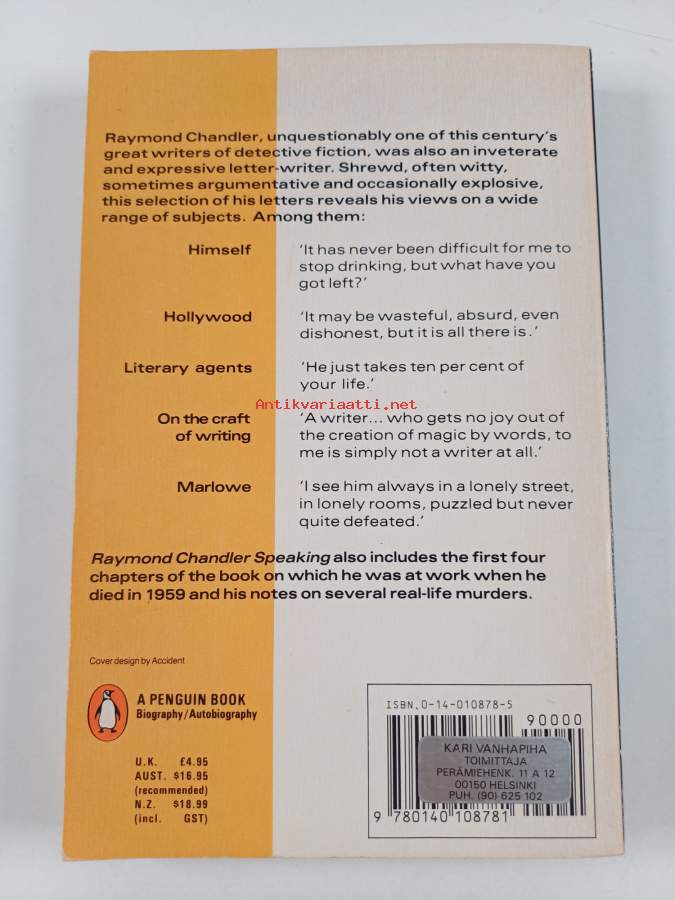 Raymond Chandler, unquestionably one of this century's
great writers of detective fiction, was also an inveterate
and expressive letter-writer. Shrewd, often witty,
sometimes argumentative and occasionally explosive,
this selection of his letters reveals his views on a wide
range of subjects. Among them:
Himself
'It has never been difficult for me to
stop drinking, but what have you
got left?'
Hollywood
'It may be wasteful, absurd, even
dishonest, but it is all there is.'
Literary agents
'He just takes ten per cent of
your life.'
Antikvariaatti.net
On the craft
of writing
'A writer... who gets no joy out of
the creation of magic by words, to
me is simply not a writer at all.'
Marlowe
'I see him always in a lonely street,
in lonely rooms, puzzled but never
quite defeated.'
Raymond Chandler Speaking also includes the first four
chapters of the book on which he was at work when he
died in 1959 and his notes on several real-life murders.
Cover design by Accident
A PENGUIN BOOK
Biography/Autobiography
U.K. £4.95
AUST. $16.95
(recommended)
N.Z. $18.99
(incl. GST)
ISBN 0-14-010878-5
90000
KARI VANHAPIHA
TOIMITTAJA
PERÄMIEHENK. 11 A 12
00150 HELSINKI
PUH. (90) 625 102
9 780140 108781